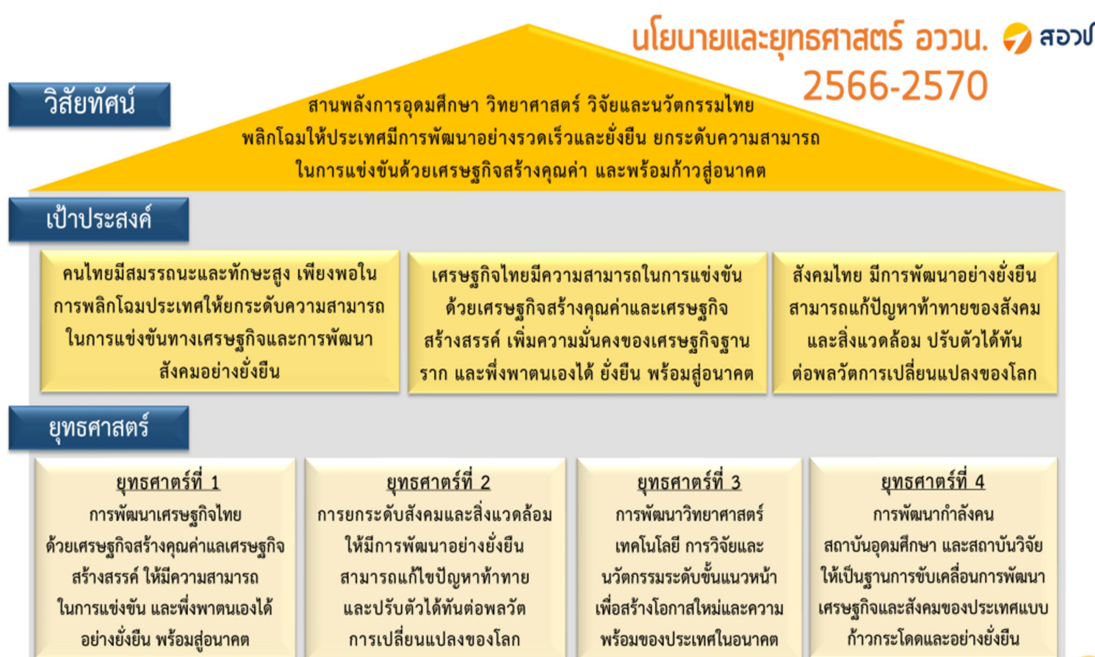 นโยบายและยุทธศาสตร์ อววน.
สอวช
2566-2570
วิสัยทัศน์
สานพลังการอุดมศึกษา วิทยาศาสตร์ วิจัยและนวัตกรรมไทย
พลิกโฉมให้ประเทศมีการพัฒนาอย่างรวดเร็วและยั่งยืน ยกระดับความสามารถ
ในการแข่งขันด้วยเศรษฐกิจสร้างคุณค่า และพร้อมก้าวสู่อนาคต
เป้าประสงค์
คนไทยมีสมรรถนะและทักษะสูง เพียงพอใน
การพลิกโฉมประเทศให้ยกระดับความสามารถ
ในการแข่งขันทางเศรษฐกิจและการพัฒนา
สังคมอย่างยั่งยืน
เศรษฐกิจไทยมีความสามารถในการแข่งขัน
ด้วยเศรษฐกิจสร้างคุณค่าและเศรษฐกิจ
สร้างสรรค์ เพิ่มความมั่นคงของเศรษฐกิจฐาน
ราก และพึ่งพาตนเองได้ ยั่งยืน พร้อมสู่อนาคต
สังคมไทย มีการพัฒนาอย่างยั่งยืน
สามารถแก้ปัญหาท้าทายของสังคม
และสิ่งแวดล้อม ปรับตัวได้ทัน
ต่อพลวัตการเปลี่ยนแปลงของโลก
ยุทธศาสตร์
ยุทธศาตร์ที่ 1
การพัฒนาเศรษฐกิจไทย
ด้วยเศรษฐกิจสร้างคุณค่าแลเศรษฐกิจ
สร้างสรรค์ ให้มีความสามารถ
ในการแข่งขัน และพึ่งพาตนเองได้
อย่างยั่งยืน พร้อมสู่อนาคต
ยุทธศาตร์ที่ 2
การยกระดับสังคมและสิ่งแวดล้อม
ให้มีการพัฒนาอย่างยั่งยืน
สามารถแก้ไขปัญหาท้าทาย
และปรับตัวได้ทันต่อพลวัต
การเปลี่ยนแปลงของโลก
ยุทธศาตร์ที่ 3
การพัฒนาวิทยาศาสตร์
เทคโนโลยี การวิจัยและ
นวัตกรรมระดับขั้นแนวหน้า
เพื่อสร้างโอกาสใหม่และความ
พร้อมของประเทศในอนาคต
ยุทธศาตร์ที่ 4
การพัฒนากำลังคน
สถาบันอุดมศึกษา และสถาบันวิจัย
ให้เป็นฐานการขับเคลื่อนการพัฒนา
เศรษฐกิจและสังคมของประเทศแบบ
ก้าวกระโดดและอย่างยั่งยืน